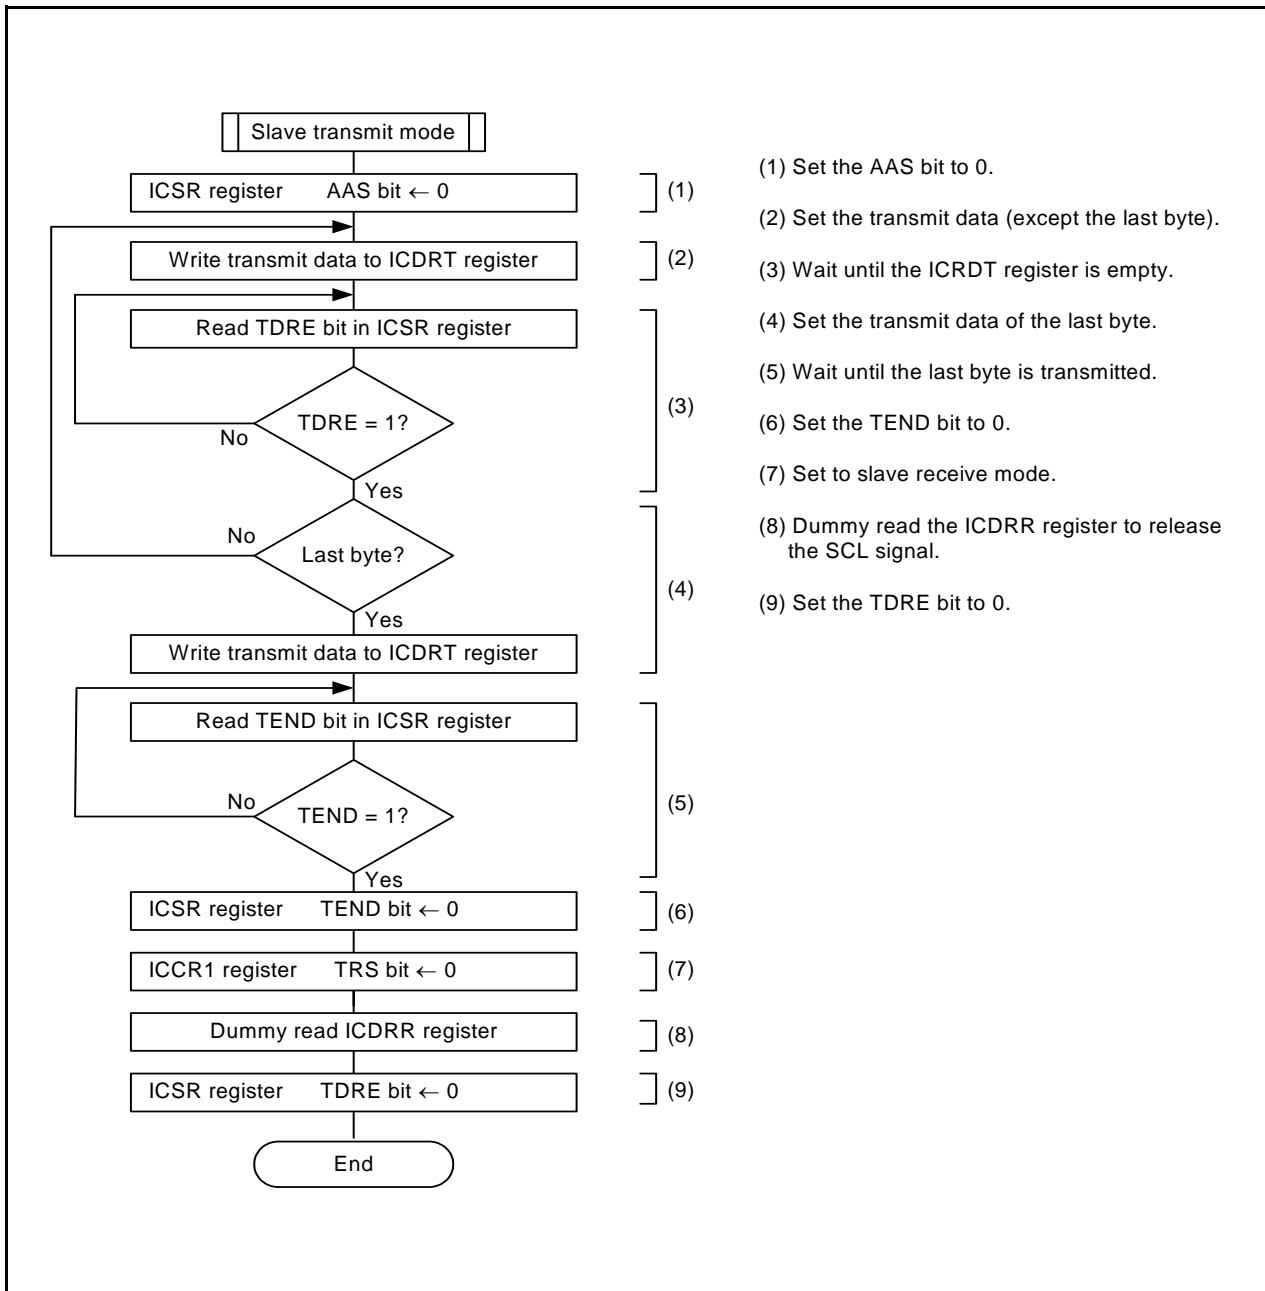 Slave transmit mode
ICSR register AAS bit ← 0
(1)
Write transmit data to ICDRT register
(2)
Read TDRE bit in ICSR register
TDRE = 1?
No
Yes
(3)
Last byte?
No
Yes
Write transmit data to ICDRT register
(4)
Read TEND bit in ICSR register
TEND = 1?
No
Yes
(5)
ICSR register TEND bit ← 0
(6)
ICCR1 register TRS bit ← 0
(7)
Dummy read ICDRR register
(8)
ICSR register TDRE bit ← 0
(9)
End
(1) Set the AAS bit to 0.
(2) Set the transmit data (except the last byte).
(3) Wait until the ICRDT register is empty.
(4) Set the transmit data of the last byte.
(5) Wait until the last byte is transmitted.
(6) Set the TEND bit to 0.
(7) Set to slave receive mode.
(8) Dummy read the ICDRR register to release
the SCL signal.
(9) Set the TDRE bit to 0.